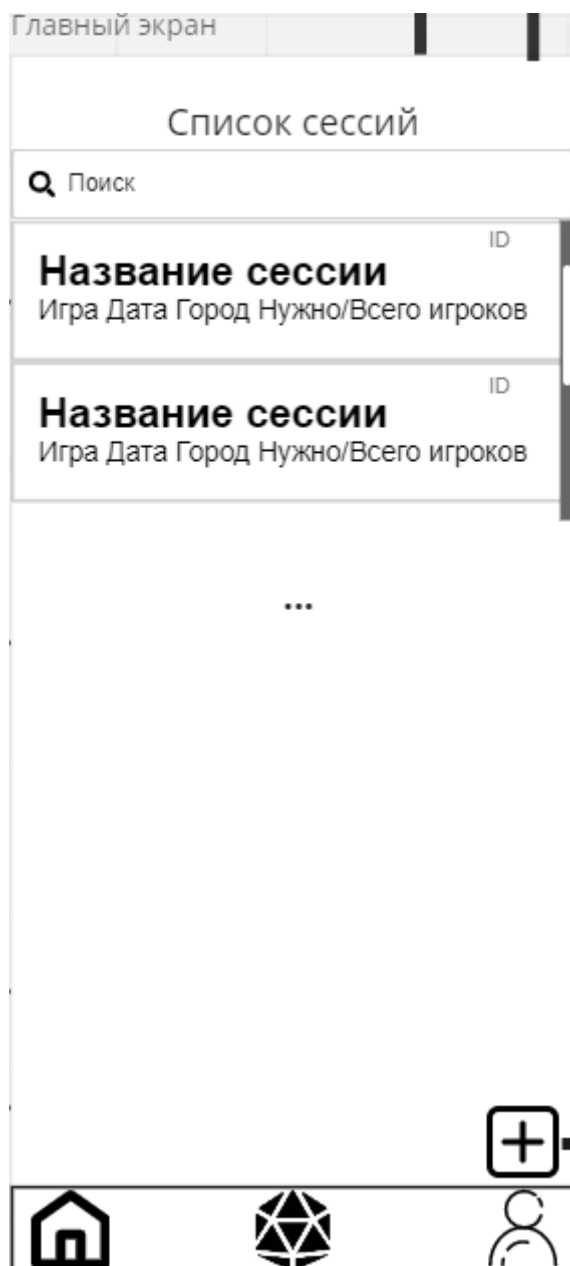 Главный экран
Список сессий
Поиск
ID
Название сессии
Игра Дата Город Нужно/Всего игроков
ID
Название сессии
Игра Дата Город Нужно/Всего игроков
...